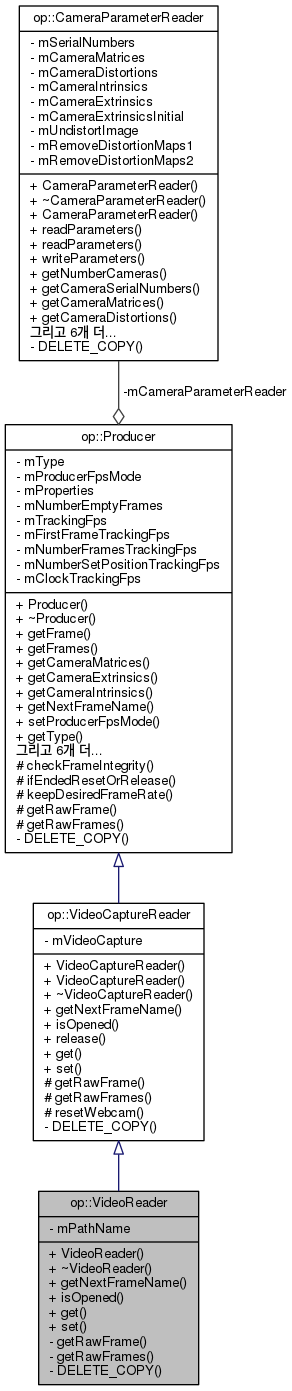 op::CameraParameterReader
- mSerialNumbers
- mCameraMatrices
- mCameraDistortions
- mCameraIntrinsics
- mCameraExtrinsics
- mCameraExtrinsicsInitial
- mUndistortImage
- mRemoveDistortionMaps1
- mRemoveDistortionMaps2
+ CameraParameterReader()
+ ~CameraParameterReader()
+ CameraParameterReader()
+ readParameters()
+ readParameters()
+ writeParameters()
+ getNumberCameras()
+ getCameraSerialNumbers()
+ getCameraMatrices()
+ getCameraDistortions()
그리고 6개 더...
- DELETE_COPY()
-mCameraParameterReader
op::Producer
- mType
- mProducerFpsMode
- mProperties
- mNumberEmptyFrames
- mTrackingFps
- mFirstFrameTrackingFps
- mNumberFramesTrackingFps
- mNumberSetPositionTrackingFps
- mClockTrackingFps
+ Producer()
+ ~Producer()
+ getFrame()
+ getFrames()
+ getCameraMatrices()
+ getCameraExtrinsics()
+ getCameraIntrinsics()
+ getNextFrameName()
+ setProducerFpsMode()
+ getType()
그리고 6개 더...
# checkFrameIntegrity()
# ifEndedResetOrRelease()
# keepDesiredFrameRate()
# getRawFrame()
# getRawFrames()
- DELETE_COPY()
op::VideoCaptureReader
- mVideoCapture
+ VideoCaptureReader()
+ VideoCaptureReader()
+ ~VideoCaptureReader()
+ getNextFrameName()
+ isOpened()
+ release()
+ get()
+ set()
# getRawFrame()
# getRawFrames()
# resetWebcam()
- DELETE_COPY()
op::VideoReader
- mPathName
+ VideoReader()
+ ~VideoReader()
+ getNextFrameName()
+ isOpened()
+ get()
+ set()
- getRawFrame()
- getRawFrames()
- DELETE_COPY()